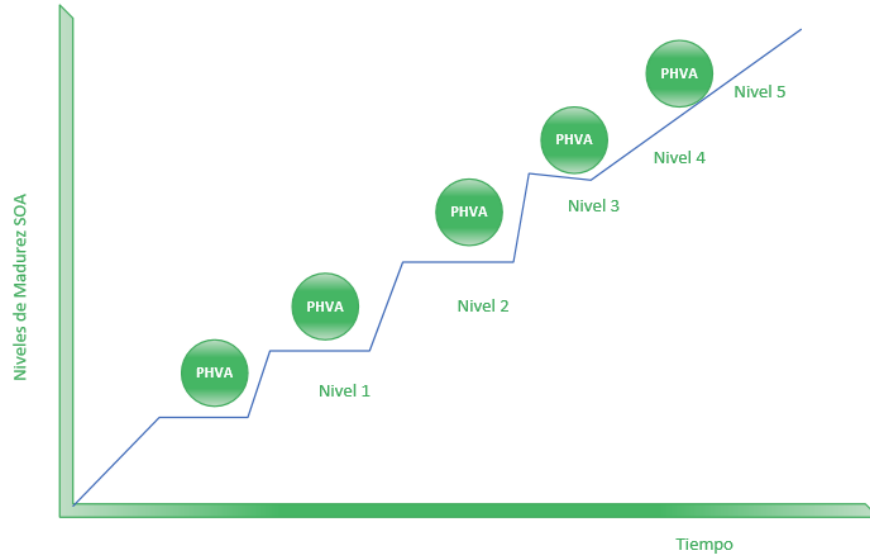 PHVA
Nivel 5
PHVA
Nivel 4
PHVA
Nivel 3
PHVA
Nivel 2
PHVA
Nivel 1
Niveles de Madurez SOA
Tiempo